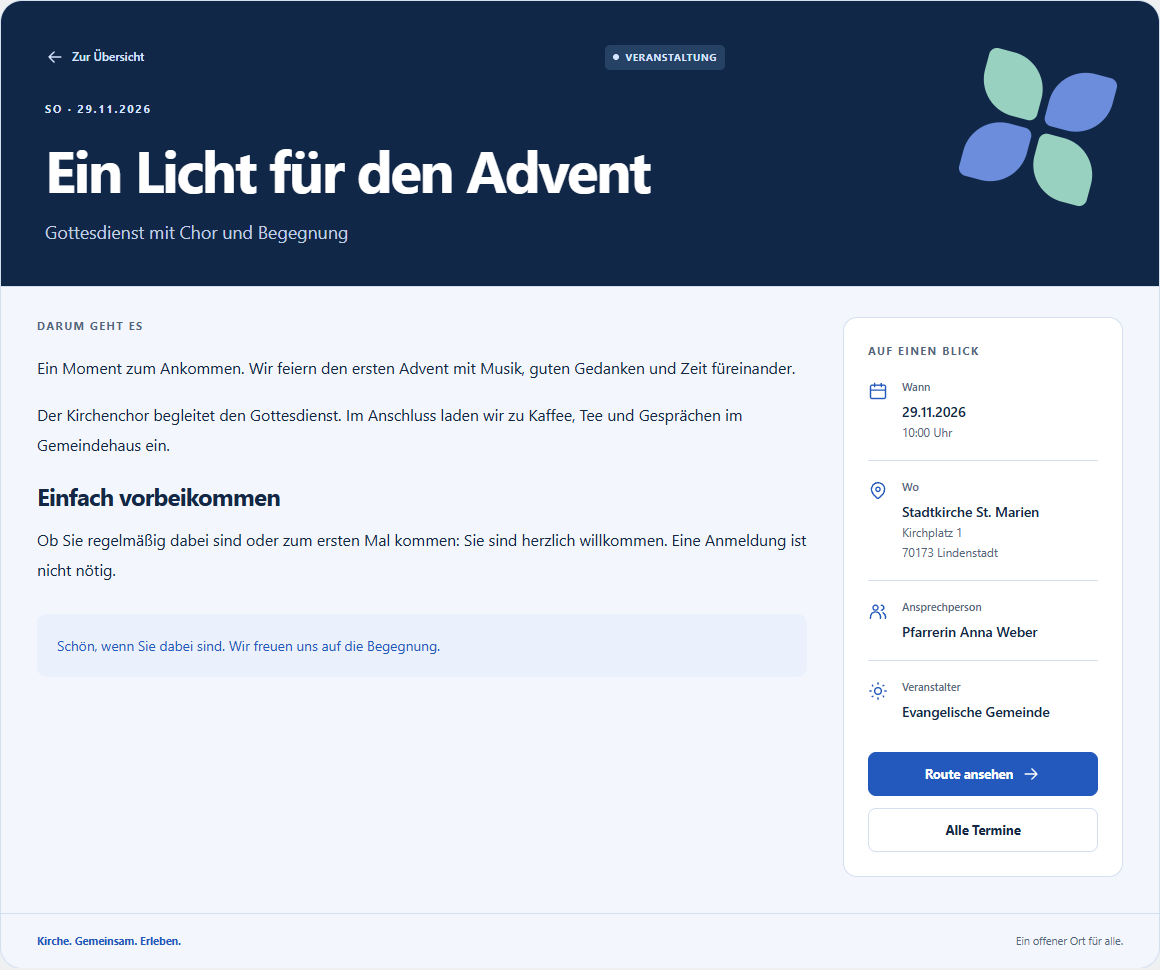 Zur Übersicht
VERANSTALTUNG
SO · 29.11.2026
Ein Licht für den Advent
Gottesdienst mit Chor und Begegnung
DARUM GEHT ES
Ein Moment zum Ankommen. Wir feiern den ersten Advent mit Musik, guten Gedanken und Zeit füreinander.
Der Kirchenchor begleitet den Gottesdienst. Im Anschluss laden wir zu Kaffee, Tee und Gesprächen im
Gemeindehaus ein.
Einfach vorbeikommen
Ob Sie regelmäßig dabei sind oder zum ersten Mal kommen: Sie sind herzlich willkommen. Eine Anmeldung ist
nicht nötig.
Schön, wenn Sie dabei sind. Wir freuen uns auf die Begegnung.
AUF EINEN BLICK
Wann
29.11.2026
10:00 Uhr
Wo
Stadtkirche St. Marien
Kirchplatz 1
70173 Lindenstadt
Ansprechperson
Pfarrerin Anna Weber
Veranstalter
Evangelische Gemeinde
Route ansehen
Alle Termine
Kirche. Gemeinsam. Erleben.
Ein offener Ort für alle.